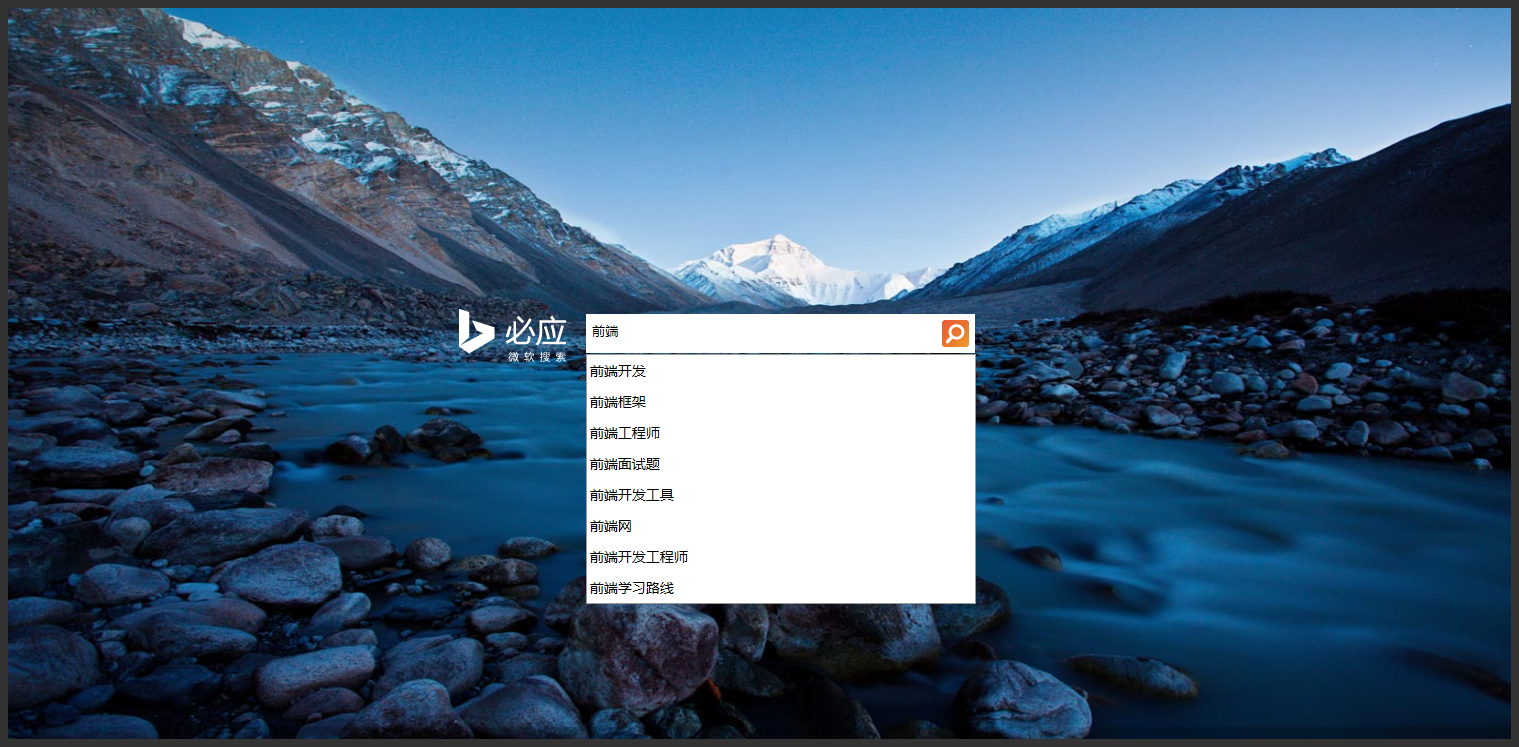 必应
微软搜索
前端
前端开发
前端框架
前端工程师
前端面试题
前端开发工具
前端网
前端开发工程师
前端学习路线